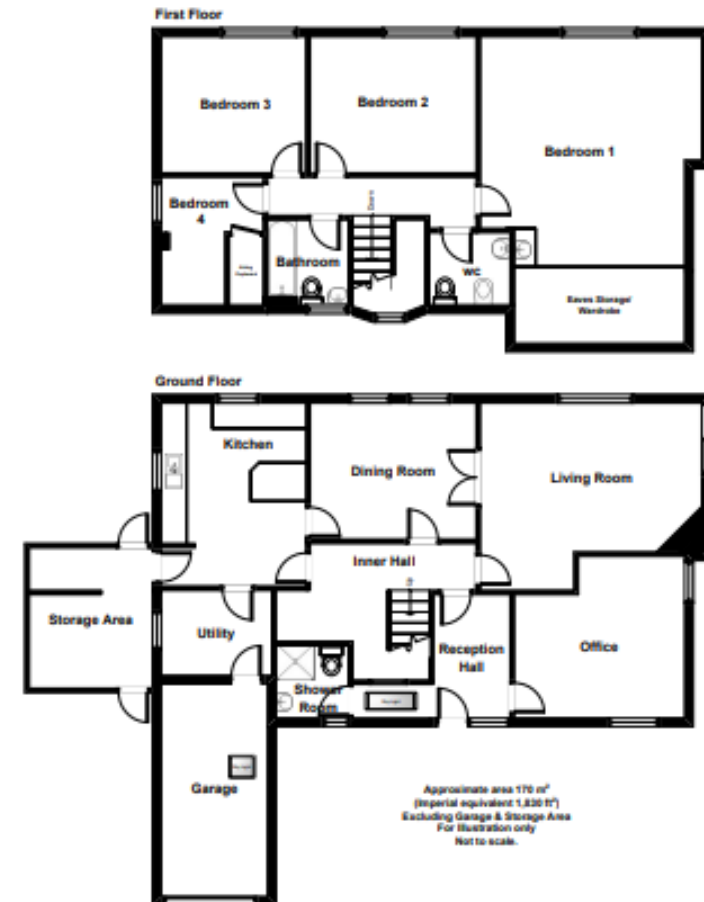 First Floor
Bedroom 3
Bedroom 2
Bedroom 1
Bedroom
4
Down
Bathroom
WC
Eaves Storage/
Wardrobe
Ground Floor
Kitchen
Dining Room
Living Room
Inner Hall
Up
Storage Area
Utility
Reception
Hall
Office
Shower
Room
Garage
Approximate area 170 m²
(Imperial equivalent 1,830 ft²)
Excluding Garage & Storage Area
For illustration only
Not to scale.